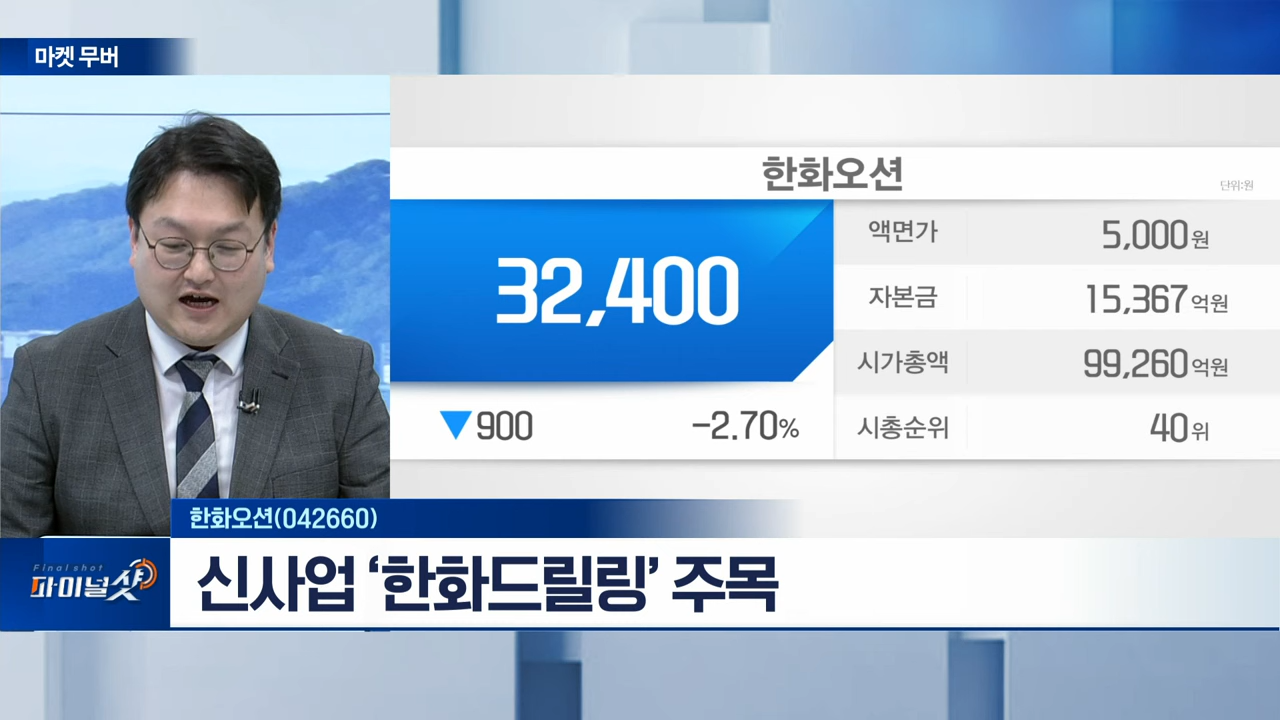 마켓 무버
한화오션
단위:원
32,400
▼900 -2.70%
액면가 5,000원
자본금 15,367억원
시가총액 99,260억원
시총순위 40위
한화오션(042660)
Final shot
파이널샷
신사업 ‘한화드릴링’ 주목